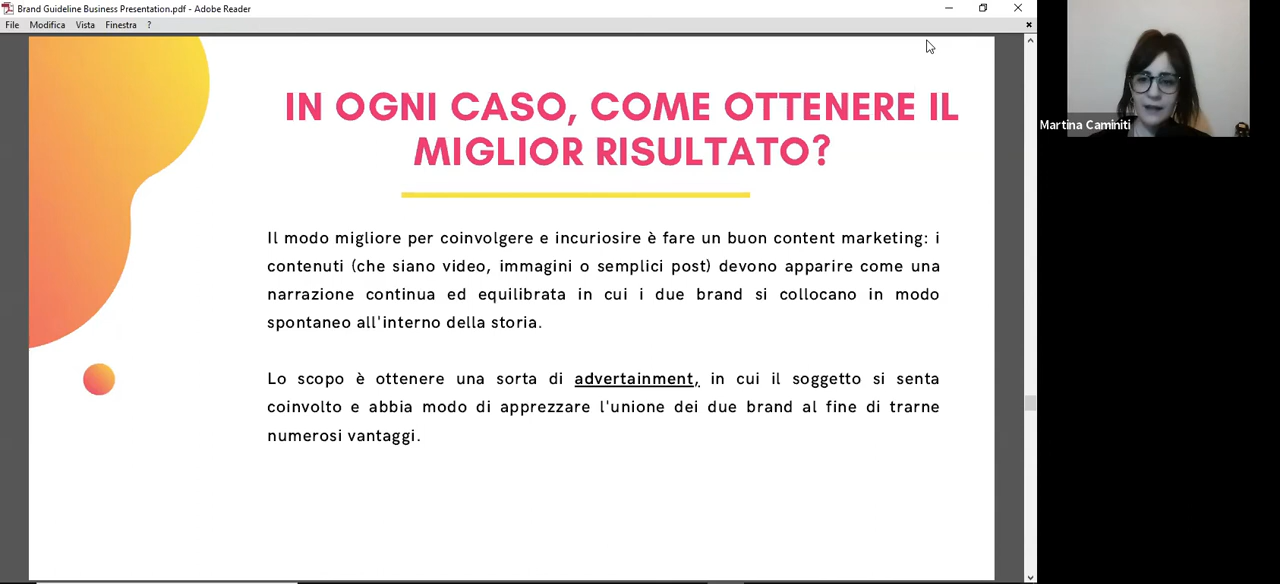 Brand Guideline Business Presentation.pdf - Adobe Reader
File Modifica Vista Finestra ?
IN OGNI CASO, COME OTTENERE IL
MIGLIOR RISULTATO?
Il modo migliore per coinvolgere e incuriosire è fare un buon content marketing: i
contenuti (che siano video, immagini o semplici post) devono apparire come una
narrazione continua ed equilibrata in cui i due brand si collocano in modo
spontaneo all'interno della storia.
Lo scopo è ottenere una sorta di advertainment, in cui il soggetto si senta
coinvolto e abbia modo di apprezzare l'unione dei due brand al fine di trarne
numerosi vantaggi.
Martina Caminiti